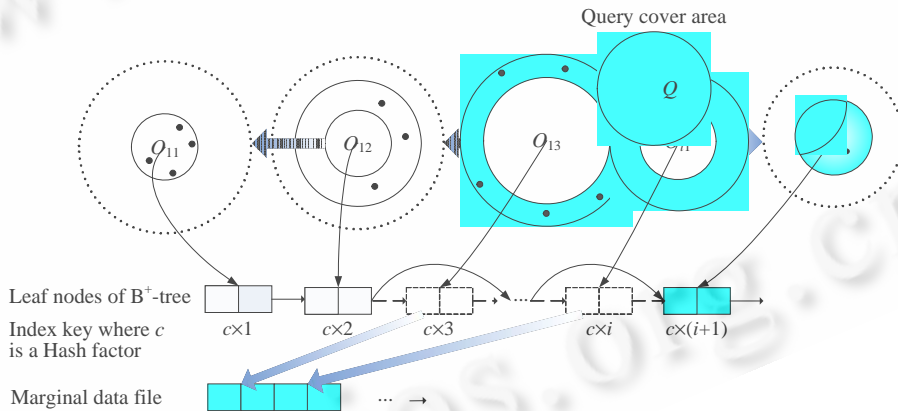 Query cover area
O11
O12
O13
Q
Leaf nodes of B+-tree
Index key where c
is a Hash factor
c×1
c×2
c×3
...
c×i
c×(i+1)
Marginal data file
...